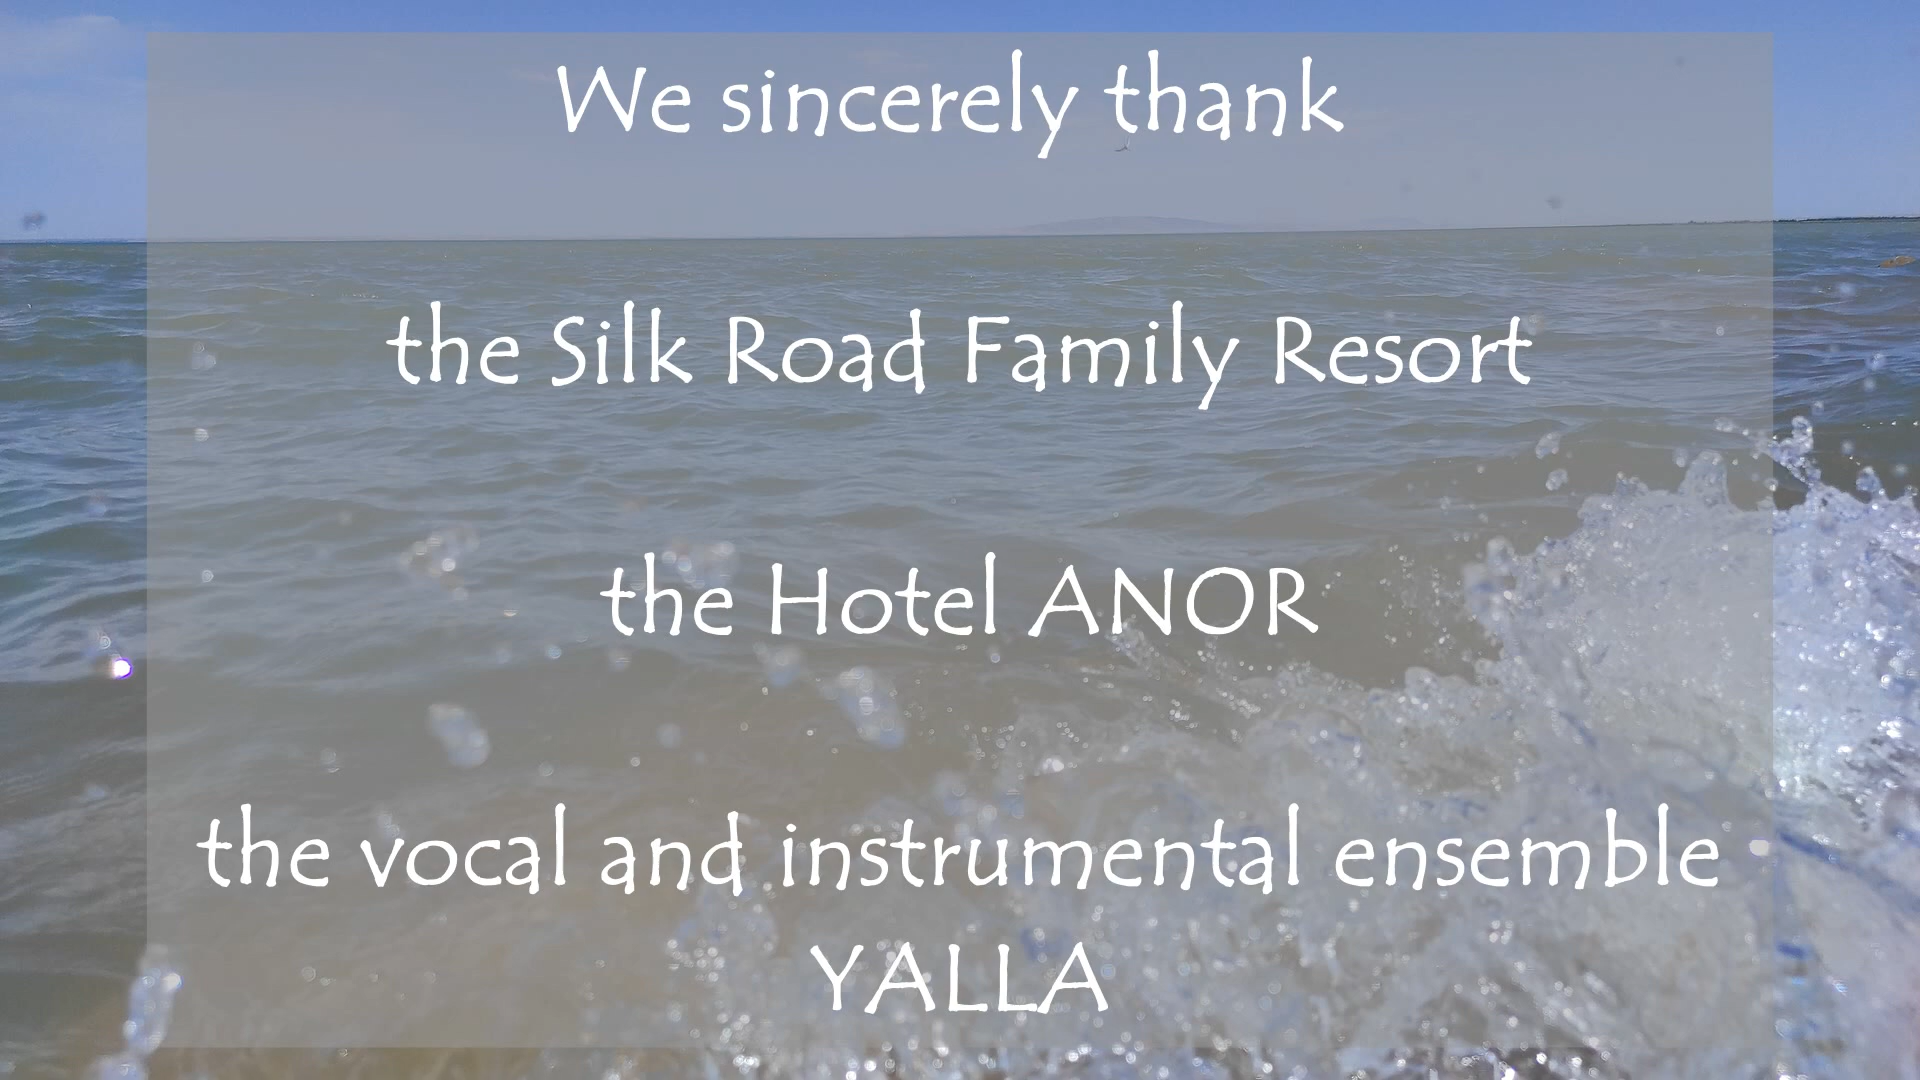 We sincerely thank
the Silk Road Family Resort
the Hotel ANOR
the vocal and instrumental ensemble
YALLA